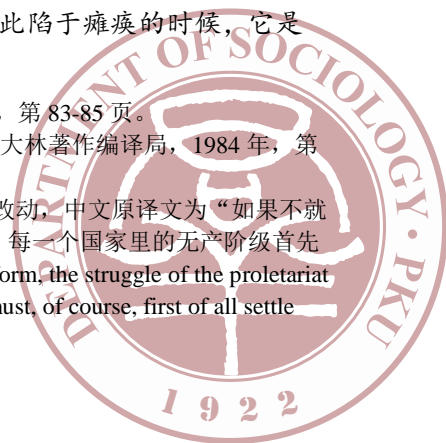 此陷于瘫痪的时候，它是
，第 83-85 页。
大林著作编译局，1984 年，第
改动，中文原译文为“如果不就
每一个国家里的无产阶级首先
orm, the struggle of the proletariat
nust, of course, first of all settle
DEPARTMENT OF SOCIOLOGY · PKU
1922